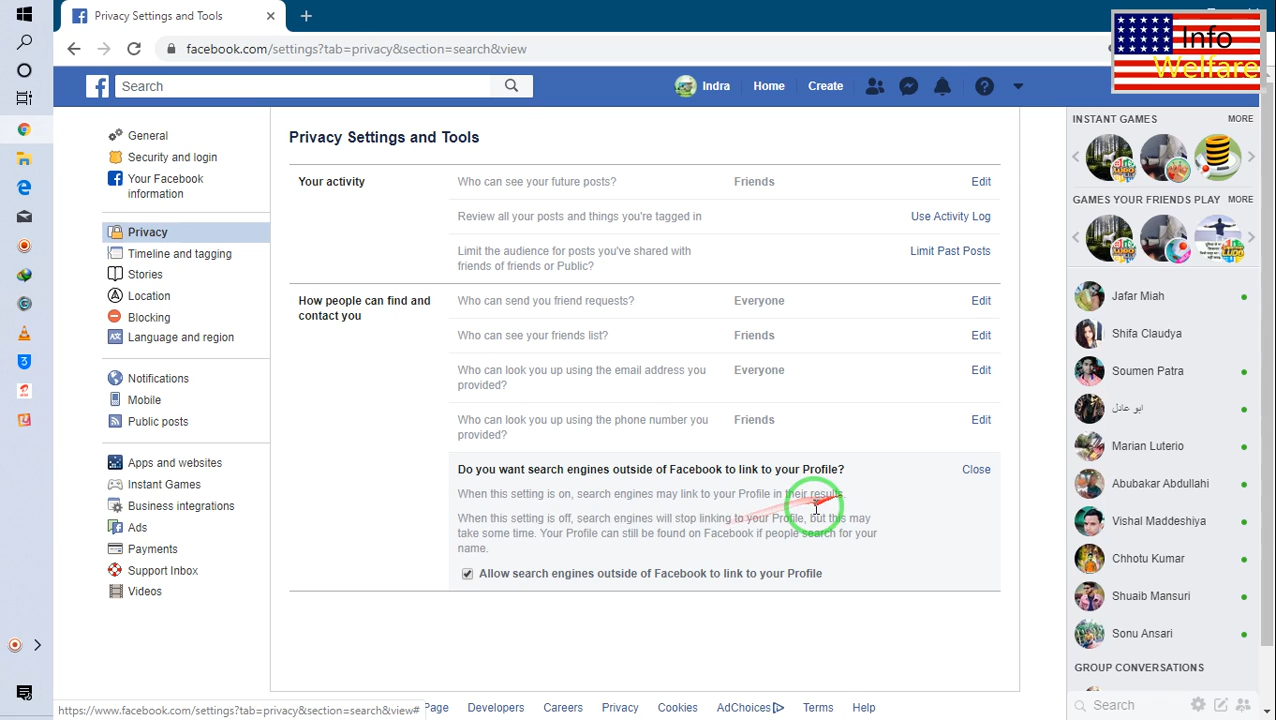 Privacy Settings and Tools
facebook.com/settings?tab=privacy&section=search&view
Info
Welfare
Search
Indra
Home
Create
General
Security and login
Your Facebook
information
Privacy
Timeline and tagging
Stories
Location
Blocking
Language and region
Notifications
Mobile
Public posts
Apps and websites
Instant Games
Business integrations
Ads
Payments
Support Inbox
Videos
Privacy Settings and Tools
Your activity
Who can see your future posts?
Friends
Edit
Review all your posts and things you're tagged in
Use Activity Log
Limit the audience for posts you've shared with
friends of friends or Public?
Limit Past Posts
How people can find and
contact you
Who can send you friend requests?
Everyone
Edit
Who can see your friends list?
Friends
Edit
Who can look you up using the email address you
provided?
Everyone
Edit
Who can look you up using the phone number you
provided?
Friends
Edit
Do you want search engines outside of Facebook to link to your Profile?
Close
When this setting is on, search engines may link to your Profile in their results.
When this setting is off, search engines will stop linking to your Profile, but this may
take some time. Your Profile can still be found on Facebook if people search for your
name.
Allow search engines outside of Facebook to link to your Profile
INSTANT GAMES
MORE
GAMES YOUR FRIENDS PLAY
MORE
Jafar Miah
Shifa Claudya
Soumen Patra
ابو عادل
Marian Luterio
Abubakar Abdullahi
Vishal Maddeshiya
Chhotu Kumar
Shuaib Mansuri
Sonu Ansari
GROUP CONVERSATIONS
Search
https://www.facebook.com/settings?tab=privacy&section=search&view#
Page
Developers
Careers
Privacy
Cookies
AdChoices
Terms
Help